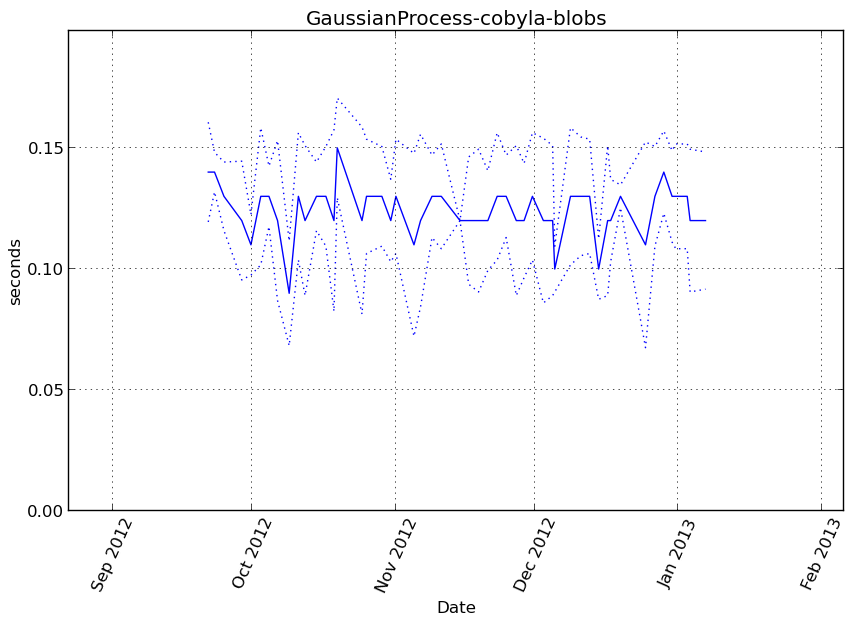 GaussianProcess-cobyla-blobs
seconds
0.15
0.10
0.05
0.00
Sep 2012
Oct 2012
Nov 2012
Dec 2012
Jan 2013
Feb 2013
Date